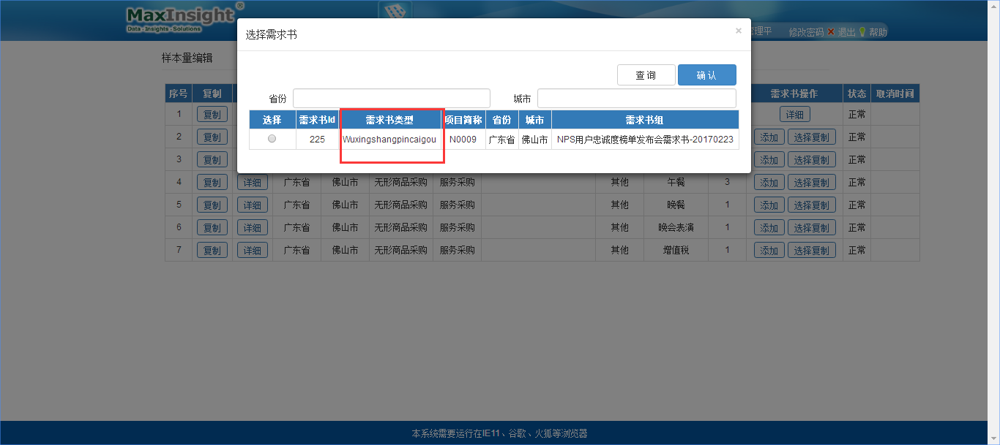 MaxInsight®
Data - Insights - Solutions
管理平
修改密码 退出 帮助
选择需求书 ×
样本量编辑
查 询 确 认
省份 城市
选择 需求书Id 需求书类型 项目简称 省份 城市 需求书组
225 Wuxingshangpincaigou N0009 广东省 佛山市 NPS用户忠诚度榜单发布会需求书-20170223
序号 复制 需求书操作 状态 取消时间
1 复制 详细 正常
2 复制 添加 选择复制 正常
3 复制 添加 选择复制 正常
4 复制 详细 广东省 佛山市 无形商品采购 服务采购 其他 午餐 3 添加 选择复制 正常
5 复制 详细 广东省 佛山市 无形商品采购 服务采购 其他 晚餐 1 添加 选择复制 正常
6 复制 详细 广东省 佛山市 无形商品采购 服务采购 其他 晚会表演 1 添加 选择复制 正常
7 复制 详细 广东省 佛山市 无形商品采购 服务采购 其他 增值税 1 添加 选择复制 正常
本系统需要运行在IE11、谷歌、火狐等浏览器